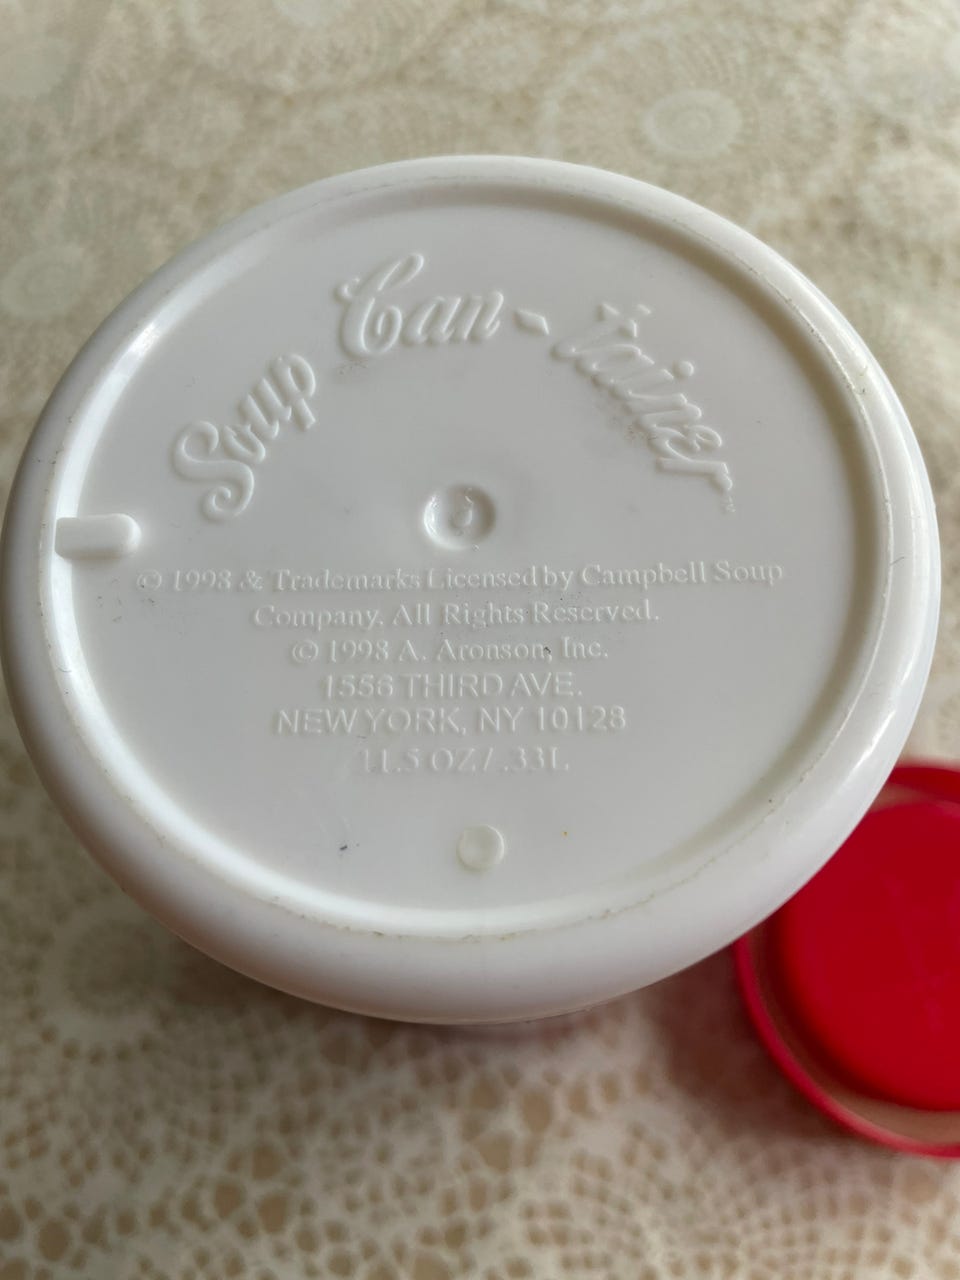 Soup Can-tainer™
© 1998 & Trademarks Licensed by Campbell Soup
Company. All Rights Reserved.
© 1998 A. Aronson, Inc.
1556 THIRD AVE.
NEW YORK, NY 10128
11.5 OZ / .33L